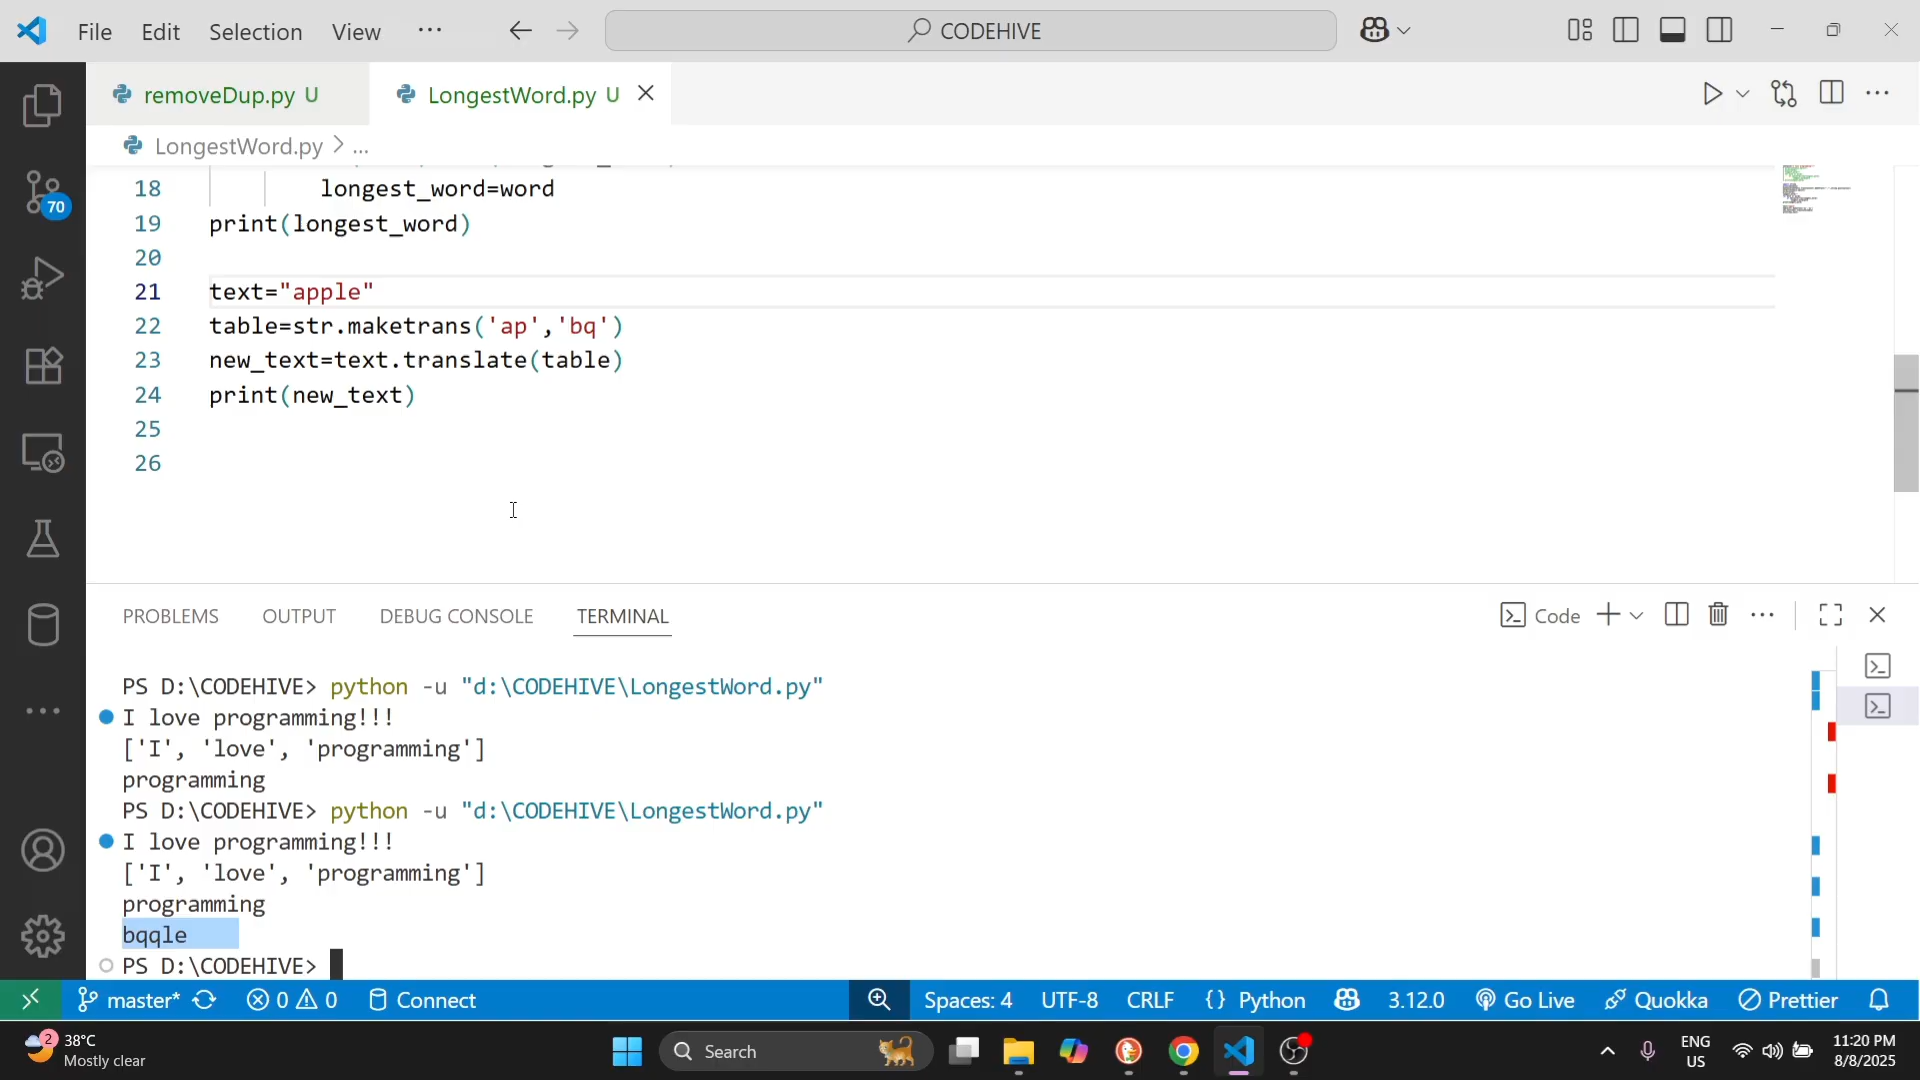 File Edit Selection View ··· CODEHIVE
removeDup.py U LongestWord.py U
LongestWord.py > ...
18 longest_word=word
19 print(longest_word)
20
21 text="apple"
22 table=str.maketrans('ap','bq')
23 new_text=text.translate(table)
24 print(new_text)
25
26
70
PROBLEMS OUTPUT DEBUG CONSOLE TERMINAL Code
PS D:\CODEHIVE> python -u "d:\CODEHIVE\LongestWord.py"
I love programming!!!
['I', 'love', 'programming']
programming
PS D:\CODEHIVE> python -u "d:\CODEHIVE\LongestWord.py"
I love programming!!!
['I', 'love', 'programming']
programming
bqqle
PS D:\CODEHIVE>
master* 0 0 Connect Spaces: 4 UTF-8 CRLF {} Python 3.12.0 Go Live Quokka Prettier
2 38°C
Mostly clear
Search
ENG
US
11:20 PM
8/8/2025